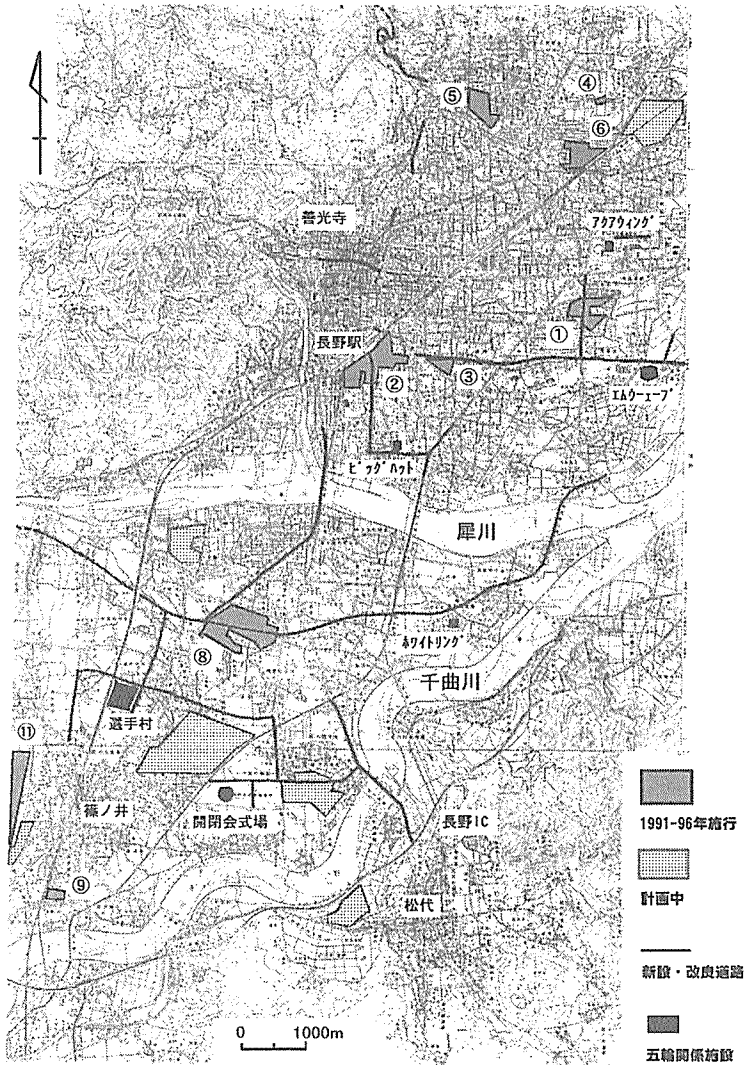 ⑤
④
⑥
善光寺
アクアウィング
長野駅
①
②
③
エムウェーブ
ビッグハット
犀川
⑧
ホワイトリング
千曲川
選手村
⑪
篠ノ井
開閉会式場
長野IC
⑨
松代
1991-96年施行
計画中
新設・改良道路
五輪関係施設
0 1000m